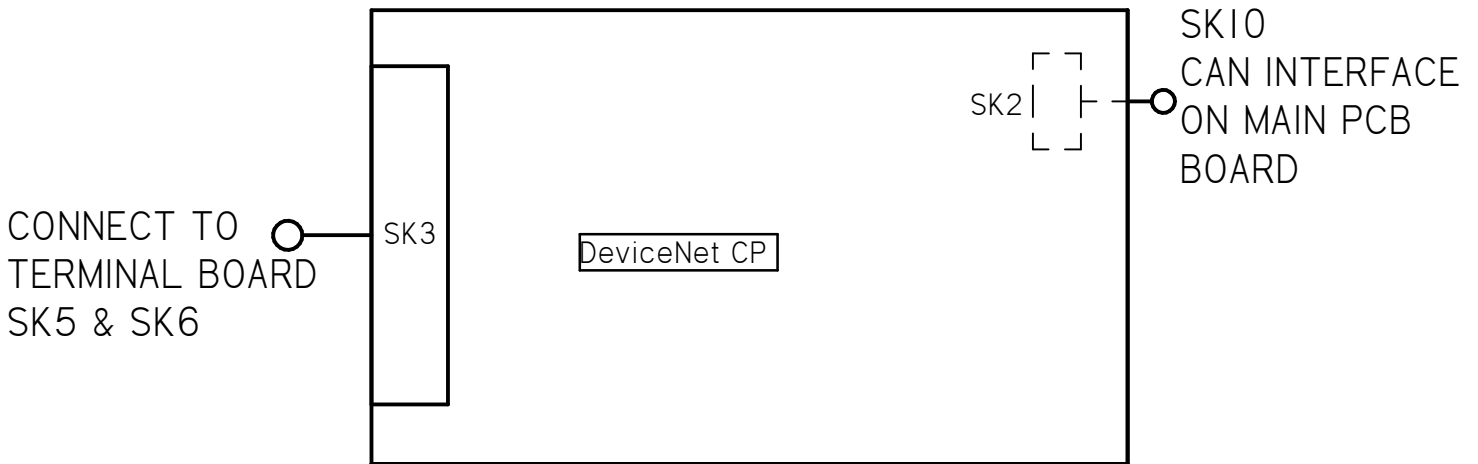 SK10
CAN INTERFACE
ON MAIN PCB
BOARD
SK2
CONNECT TO
TERMINAL BOARD
SK5 & SK6
SK3
DeviceNet CP